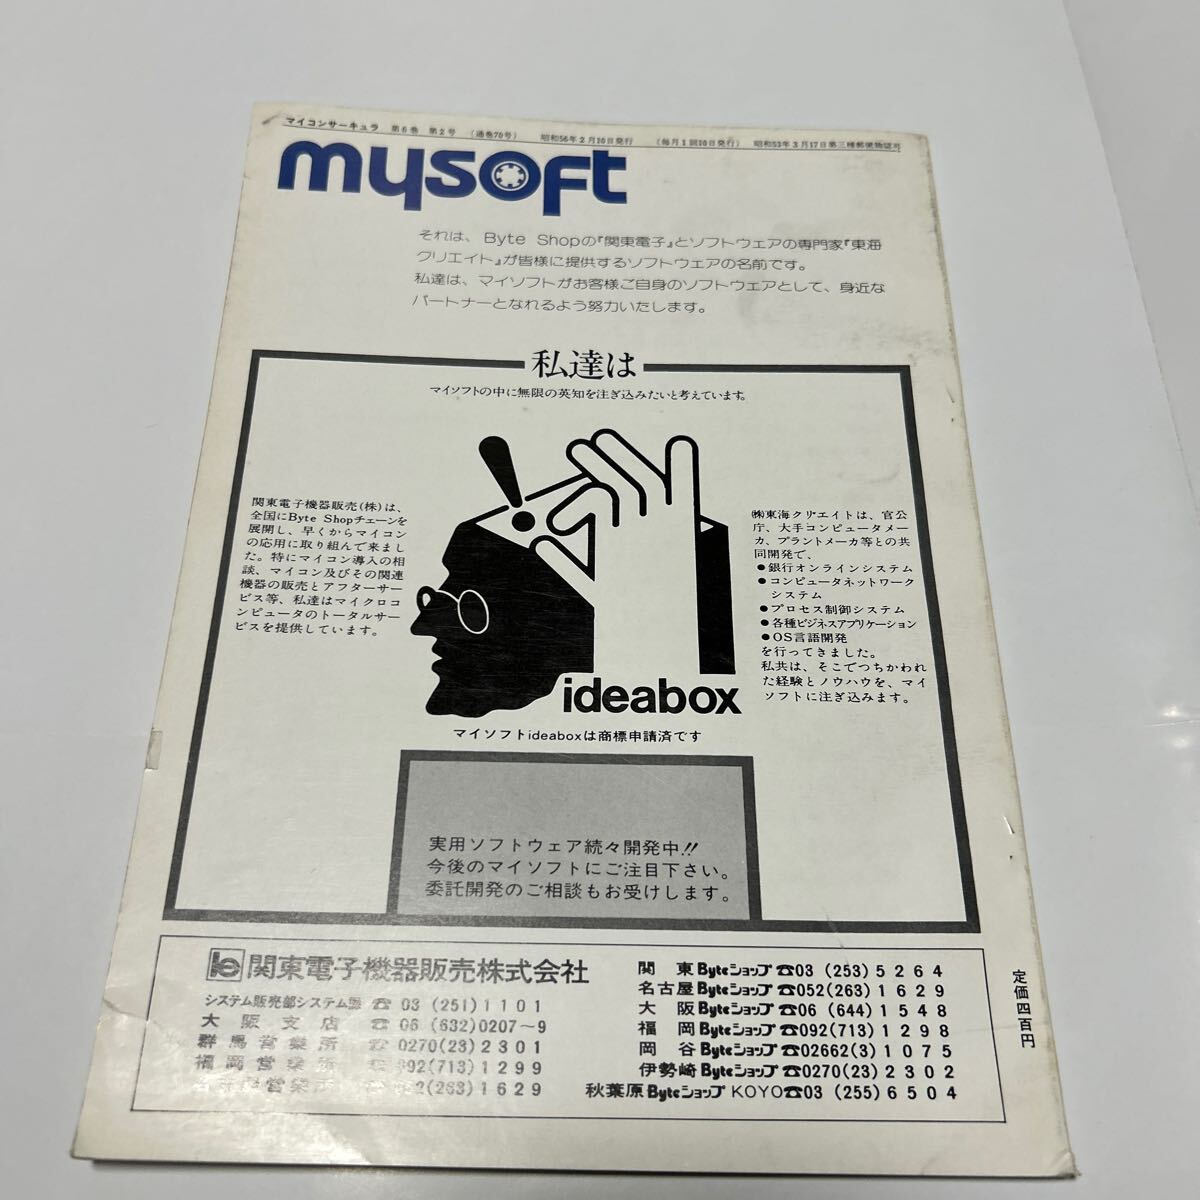 マイコンサーキュラ 第6巻 第2号 (通巻70号) 昭和56年2月10日発行 (毎月1回10日発行) 昭和53年3月17日第三種郵便物認可
mysoft
それは、Byte Shopの『関東電子』とソフトウェアの専門家『東海
クリエイト』が皆様に提供するソフトウェアの名前です。
私達は、マイソフトがお客様ご自身のソフトウェアとして、身近な
パートナーとなれるよう努力いたします。
私達は
マイソフトの中に無限の英知を注ぎ込みたいと考えています。
関東電子機器販売(株)は、
全国にByte Shopチェーンを
展開し、早くからマイコン
の応用に取り組んで来まし
た。特にマイコン導入の相
談、マイコン及びその関連
機器の販売とアフターサー
ビス等、私達はマイクロコ
ンピュータのトータルサー
ビスを提供しています。
㈱東海クリエイトは、官公
庁、大手コンピュータメー
カ、プラントメーカ等との共
同開発で、
●銀行オンラインシステム
●コンピュータネットワーク
システム
●プロセス制御システム
●各種ビジネスアプリケーション
●OS言語開発
を行ってきました。
私共は、そこでつちかわれ
た経験とノウハウを、マイ
ソフトに注ぎ込みます。
ideabox
マイソフトideaboxは商標申請済です
実用ソフトウェア続々開発中!!
今後のマイソフトにご注目下さい。
委託開発のご相談もお受けします。
関東電子機器販売株式会社
システム販売部システム課 ☎ 03 (251) 1101
大阪支店 ☎ 06 (632) 0207〜9
群馬営業所 ☎ 0270(23)2301
福岡営業所 ☎ 092(713)1299
営業所 (263)1629
関東Byteショップ☎03 (253) 5264
名古屋Byteショップ☎052(263)1629
大阪Byteショップ☎06 (644) 1548
福岡Byteショップ☎092(713)1298
岡谷Byteショップ☎02662(3)1075
伊勢崎Byteショップ☎0270(23)2302
秋葉原Byteショップ KOYO☎03 (255) 6504
定価四百円